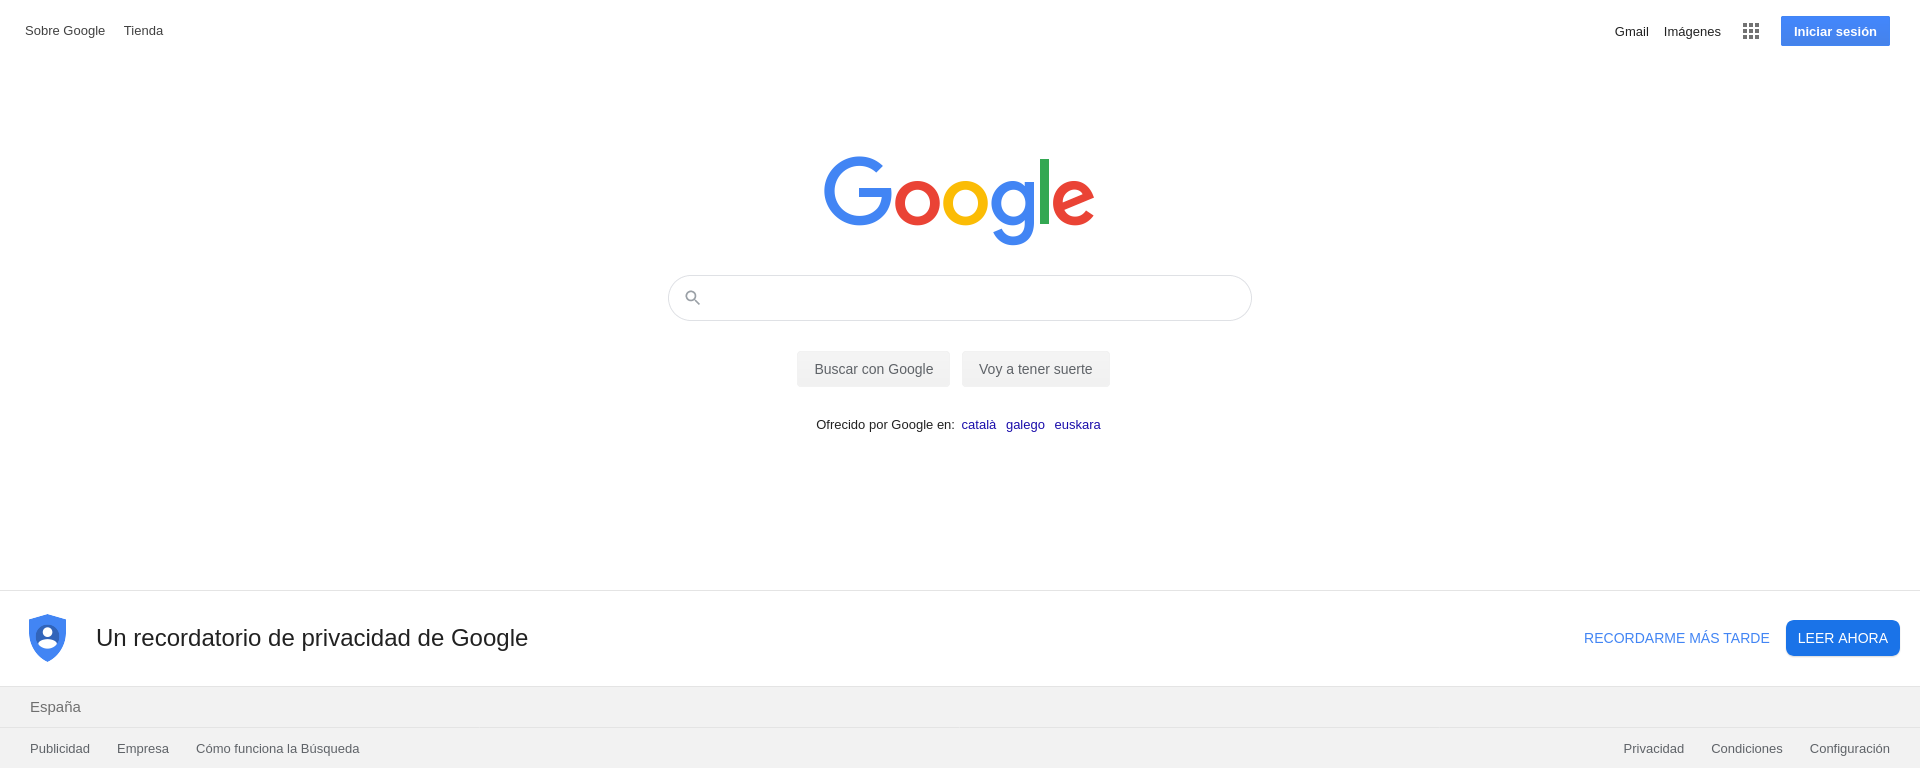 Sobre Google Tienda
Gmail Imágenes Iniciar sesión
Google
Buscar con Google Voy a tener suerte
Ofrecido por Google en: català galego euskara
Un recordatorio de privacidad de Google
RECORDARME MÁS TARDE LEER AHORA
España
Publicidad Empresa Cómo funciona la Búsqueda
Privacidad Condiciones Configuración